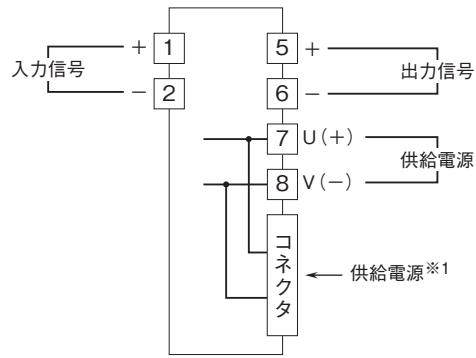 入力信号
+ 1
− 2
5 +
6 −
出力信号
7 U(+)
8 V(−)
供給電源
コネクタ
供給電源※1